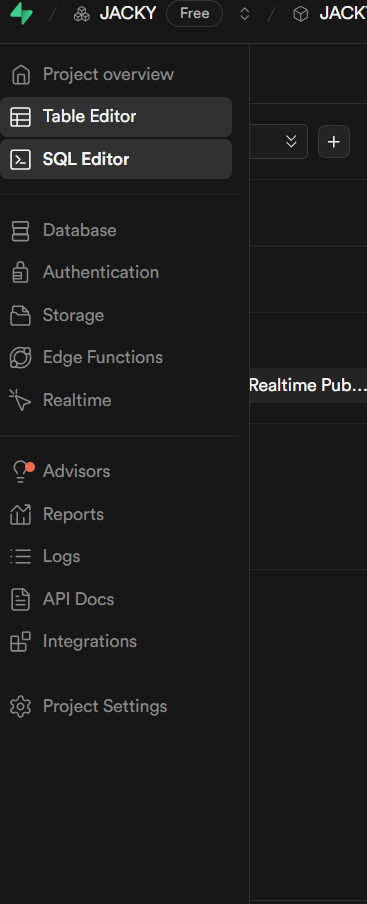 JACKY Free JACKY
Project overview
Table Editor
SQL Editor
Database
Authentication
Storage
Edge Functions
Realtime
Realtime Pub...
Advisors
Reports
Logs
API Docs
Integrations
Project Settings